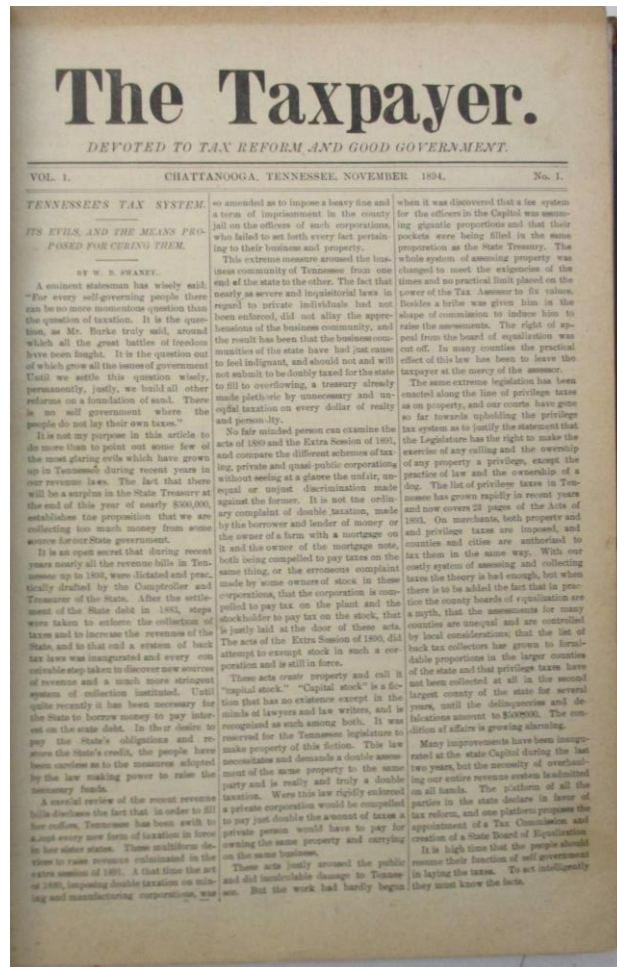 The Taxpayer.
DEVOTED TO TAX REFORM AND GOOD GOVERNMENT.
VOL. 1. CHATTANOOGA, TENNESSEE, NOVEMBER 1894. No. 1.
TENNESSEE'S TAX SYSTEM.
ITS EVILS, AND THE MEANS PRO-
POSED FOR CURING THEM.
BY W. B. SWANEY.
A eminent statesman has wisely said:
"For every self-governing people there
can be no more momentous question than
the question of taxation. It is the ques-
tion, as Mr. Burke truly said, around
which all the great battles of freedom
have been fought. It is the question out
of which grow all the issues of government
Until we settle this question wisely,
permanently, justly, we build all other
reforms on a foundation of sand. There
is no self government where the
people do not lay their own taxes."
It is not my purpose in this article to
do more than to point out some few of
the most glaring evils which have grown
up in Tennessee during recent years in
our revenue laws. The fact that there
will be a surplus in the State Treasury at
the end of this year of nearly $500,000,
establishes the proposition that we are
collecting too much money from some
source for our State government.
It is an open secret that during recent
years nearly all the revenue bills in Ten-
nessee up to 1893, were dictated and prac-
tically drafted by the Comptroller and
Treasurer of the State. After the settle-
ment of the State debt in 1883, steps
were taken to enforce the collection of
taxes and to increase the revenues of the
State, and to that end a system of back
tax laws was inaugurated and every con
ceivable step taken to discover new sources
of revenue and a much more stringent
system of collection instituted. Until
quite recently it has been necessary for
the State to borrow money to pay inter-
est on the state debt. In their desire to
pay the State's obligations and re-
store the State's credit, the people have
been careless as to the measures adopted
by the law making power to raise the
necessary funds.
A careful review of the recent revenue
bills discloses the fact that in order to fill
her coffers, Tennessee has been swift to
adopt every new form of taxation in force
in her sister states. These multiform de-
vices to raise revenue culminated in the
extra session of 1891. A that time the act
of 1889, imposing double taxation on min-
ing and manufacturing corporations, was
so amended as to impose a heavy fine and
a term of imprisonment in the county
jail on the officers of such corporations,
who failed to set forth every fact pertain-
ing to their business and property.
This extreme measure aroused the bus-
iness community of Tennessee from one
end of the state to the other. The fact that
nearly as severe and inquisitorial laws in
regard to private individuals had not
been enforced, did not allay the appre-
hensions of the business community, and
the result has been that the business com-
munities of the state have had just cause
to feel indignant, and should not and will
not submit to be doubly taxed for the state
to fill to overflowing, a treasury already
made plethoric by unnecessary and un-
equal taxation on every dollar of realty
and personalty.
No fair minded person can examine the
acts of 1889 and the Extra Session of 1891,
and compare the different schemes of tax-
ing, private and quasi-public corporations
without seeing at a glance the unfair, un-
equal or unjust discrimination made
against the former. It is not the ordin-
ary complaint of double taxation, made
by the borrower and lender of money or
the owner of a farm with a mortgage on
it and the owner of the mortgage note,
both being compelled to pay taxes on the
same thing, or the erroneous complaint
made by some owners of stock in these
corporations, that the corporation is com-
pelled to pay tax on the plant and the
stockholder to pay tax on the stock, that
is justly laid at the door of these acts.
The acts of the Extra Session of 1890, did
attempt to exempt stock in such a cor-
poration and is still in force.
These acts create property and call it
"capital stock." "Capital stock" is a fic-
tion that has no existence except in the
minds of lawyers and law writers, and is
recognized as such among both. It was
reserved for the Tennessee legislature to
make property of this fiction. This law
necessitates and demands a double assess-
ment of the same property to the same
party and is really and truly a double
taxation. Were this law rigidly enforced
a private corporation would be compelled
to pay just double the amount of taxes a
private person would have to pay for
owning the same property and carrying
on the same business.
These acts justly aroused the public
and did incalculable damage to Tennes-
see. But the work had hardly begun
when it was discovered that a fee system
for the officers in the Capitol was assum-
ing gigantic proportions and that their
pockets were being filled in the same
proporation as the State Treasury. The
whole system of assessing property was
changed to meet the exigencies of the
times and no practical limit placed on the
power of the Tax Assessor to fix values.
Besides a bribe was given him in the
shape of commission to induce him to
raise the assessments. The right of ap-
peal from the board of equalization was
cut off. In many counties the practical
effect of this law has been to leave the
taxpayer at the mercy of the assessor.
The same extreme legislation has been
enacted along the line of privilege taxes
as on property, and our courts have gone
so far towards upholding the privilege
tax system as to justify the statement that
the Legislature has the right to make the
exercise of any calling and the ownership
of any property a privilege, except the
practice of law and the ownership of a
dog. The list of privilege taxes in Ten-
nessee has grown rapidly in recent years
and now covers 23 pages of the Acts of
1893. On merchants, both property and
and privilege taxes are imposed, and
counties and cities are authorized to
tax them in the same way. With our
costly system of assessing and collecting
taxes the theory is bad enough, but when
there is to be added the fact that in prac-
tice the county boards of equalization are
a myth, that the assessments for many
counties are unequal and are controlled
by local considerations; that the list of
back tax collectors has grown to formi-
dable proportions in the larger counties
of the state and that privilege taxes have
not been collected at all in the second
largest county of the state for several
years, until the delinquencies and de-
falcations amount to $500,000. The con-
dition of affairs is growing alarming.
Many improvements have been inaugu-
rated at the state Capitol during the last
two years, but the necessity of overhaul-
ing our entire revenue system is admitted
on all hands. The platform of all the
parties in the state declare in favor of
tax reform, and one platform proposes the
appointment of a Tax Commission and
creation of a State Board of Equalization
It is high time that the people should
resume their function of self government
in laying the taxes. To act intelligently
they must know the facts.